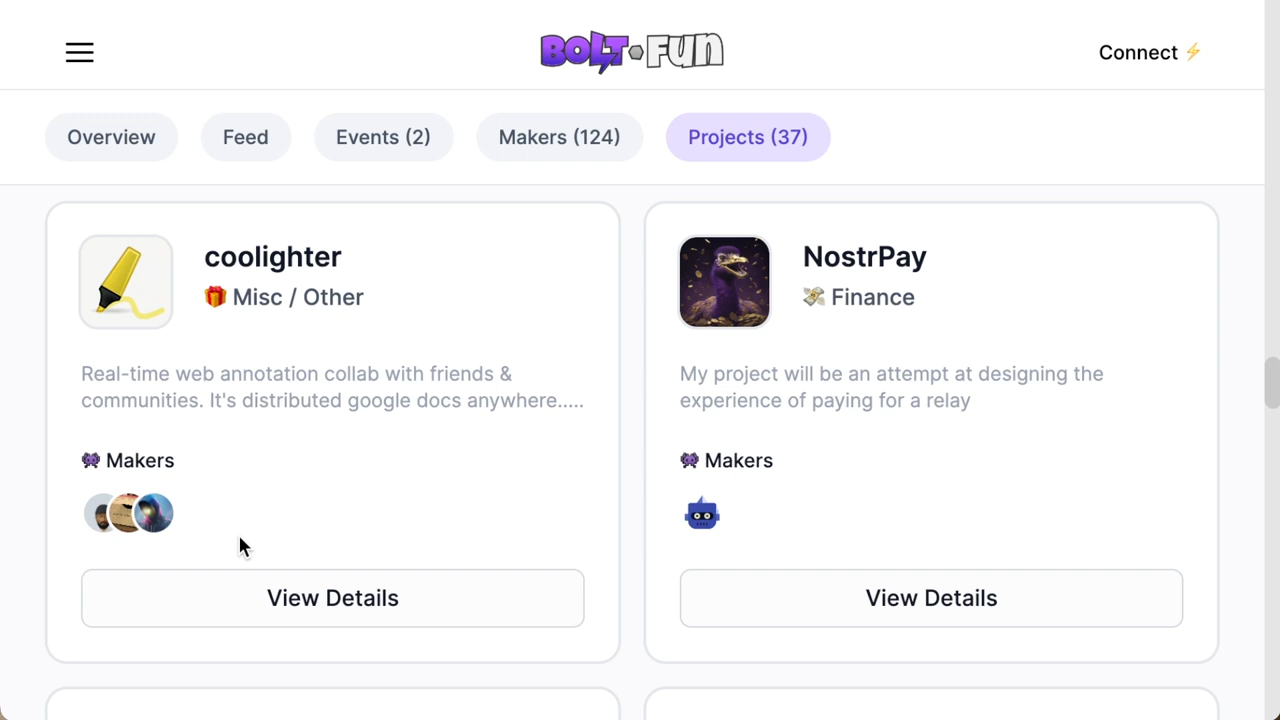 BOLT FUN
Connect ⚡
Overview
Feed
Events (2)
Makers (124)
Projects (37)
coolighter
🎁 Misc / Other
Real-time web annotation collab with friends &
communities. It's distributed google docs anywhere.....
👾 Makers
View Details
NostrPay
💸 Finance
My project will be an attempt at designing the
experience of paying for a relay
👾 Makers
View Details